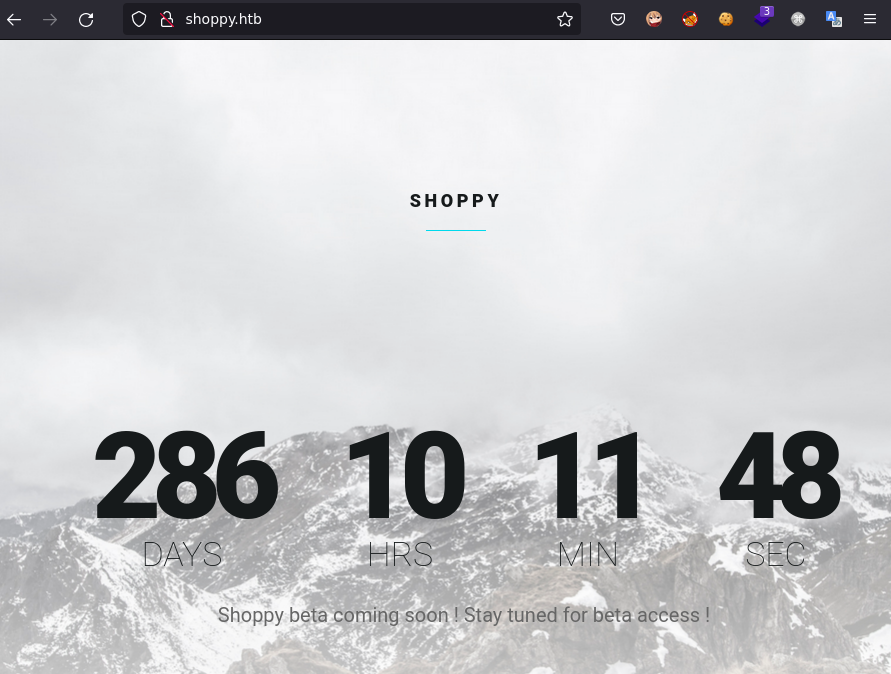 shoppy.htb
3
SHOPPY
286 10 11 48
DAYS HRS MIN SEC
Shoppy beta coming soon ! Stay tuned for beta access !